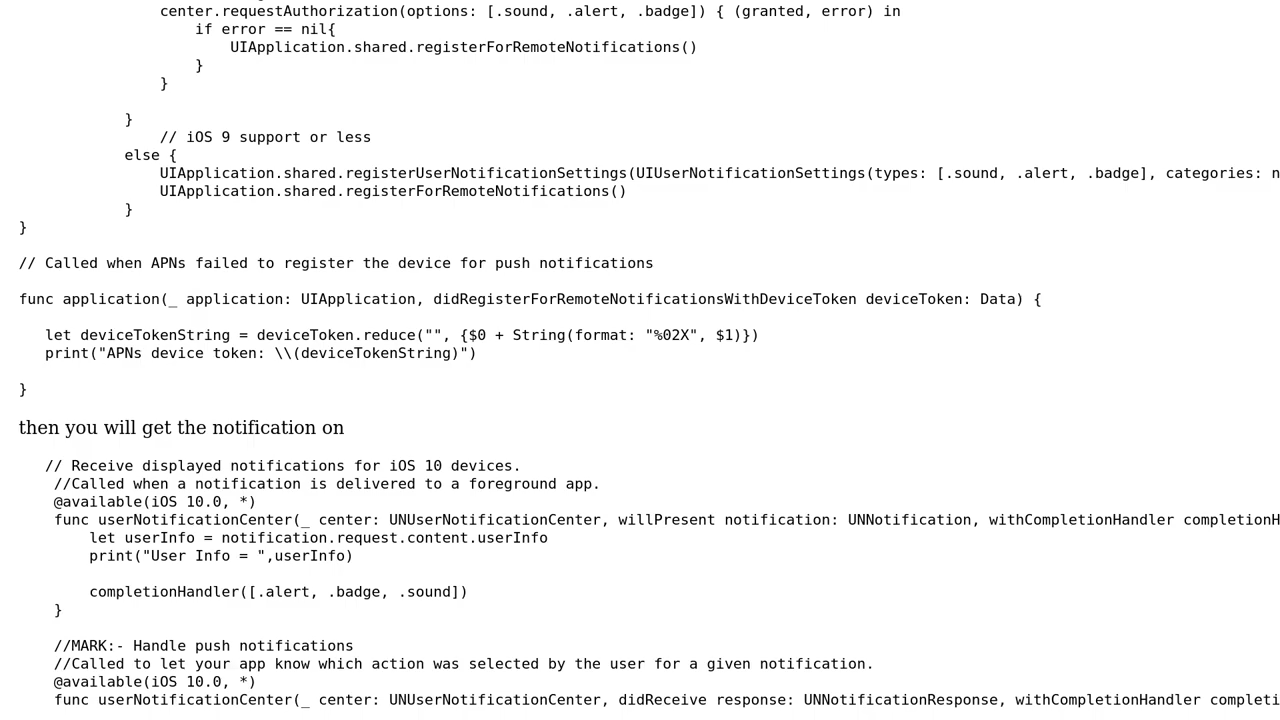 center.requestAuthorization(options: [.sound, .alert, .badge]) { (granted, error) in
if error == nil{
UIApplication.shared.registerForRemoteNotifications()
}
}
}
// iOS 9 support or less
else {
UIApplication.shared.registerUserNotificationSettings(UIUserNotificationSettings(types: [.sound, .alert, .badge], categories: n
UIApplication.shared.registerForRemoteNotifications()
}
}
// Called when APNs failed to register the device for push notifications
func application(_ application: UIApplication, didRegisterForRemoteNotificationsWithDeviceToken deviceToken: Data) {
let deviceTokenString = deviceToken.reduce("", {$0 + String(format: "%02X", $1)})
print("APNs device token: \\(deviceTokenString)")
}
then you will get the notification on
// Receive displayed notifications for iOS 10 devices.
//Called when a notification is delivered to a foreground app.
@available(iOS 10.0, *)
func userNotificationCenter(_ center: UNUserNotificationCenter, willPresent notification: UNNotification, withCompletionHandler completionH
let userInfo = notification.request.content.userInfo
print("User Info = ",userInfo)
completionHandler([.alert, .badge, .sound])
}
//MARK:- Handle push notifications
//Called to let your app know which action was selected by the user for a given notification.
@available(iOS 10.0, *)
func userNotificationCenter(_ center: UNUserNotificationCenter, didReceive response: UNNotificationResponse, withCompletionHandler completi